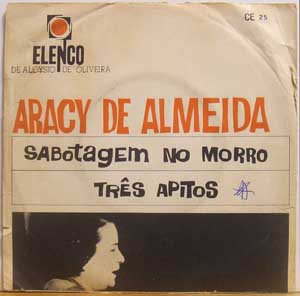 CE 25
ELENCO
DE ALOYSIO DE OLIVEIRA
ARACY DE ALMEIDA
SABOTAGEM NO MORRO
TRÊS APITOS